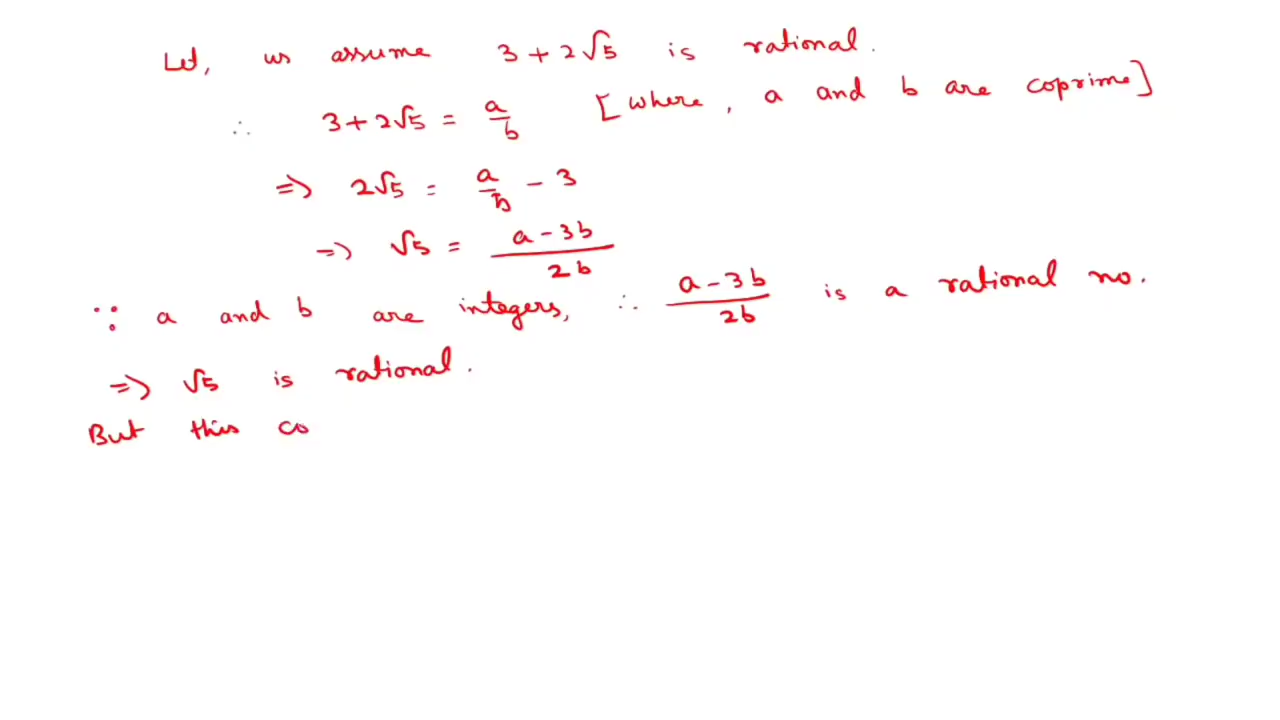 Let, us assume 3 + 2√5 is rational.
∴ 3 + 2√5 = a/b [where, a and b are coprime]
=> 2√5 = a/b - 3
=> √5 = (a - 3b)/2b
∵ a and b are integers, ∴ (a - 3b)/2b is a rational no.
=> √5 is rational.
But this co